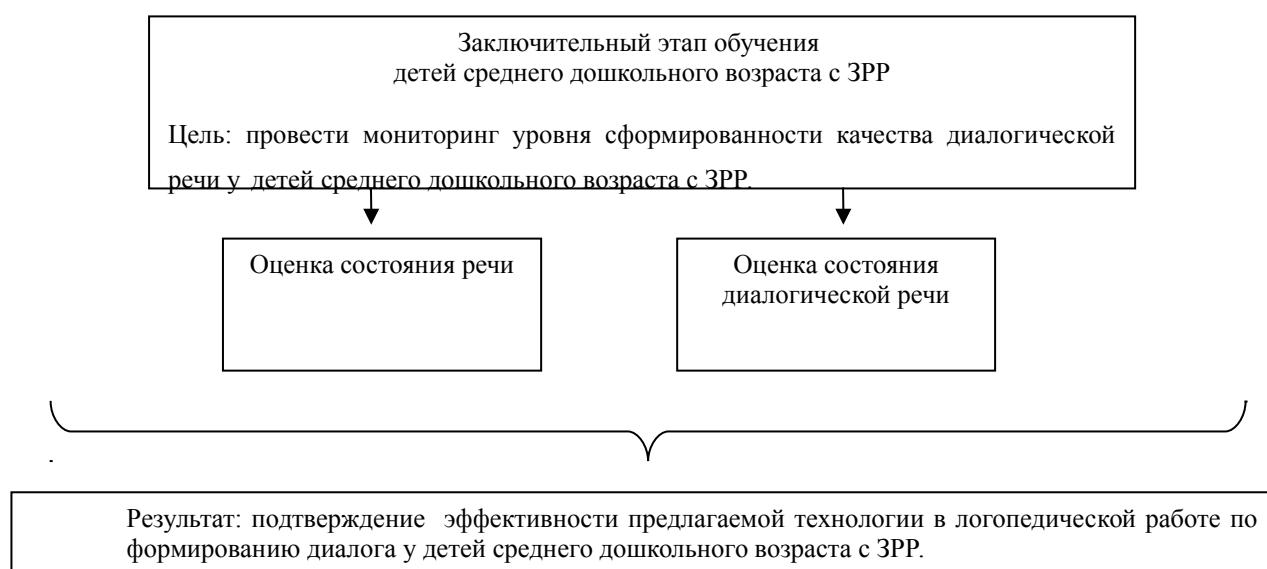 Заключительный этап обучения
детей среднего дошкольного возраста с ЗРР
Цель: провести мониторинг уровня сформированности качества диалогической
речи у детей среднего дошкольного возраста с ЗРР.
Оценка состояния речи
Оценка состояния
диалогической речи
Результат: подтверждение эффективности предлагаемой технологии в логопедической работе по
формированию диалога у детей среднего дошкольного возраста с ЗРР.